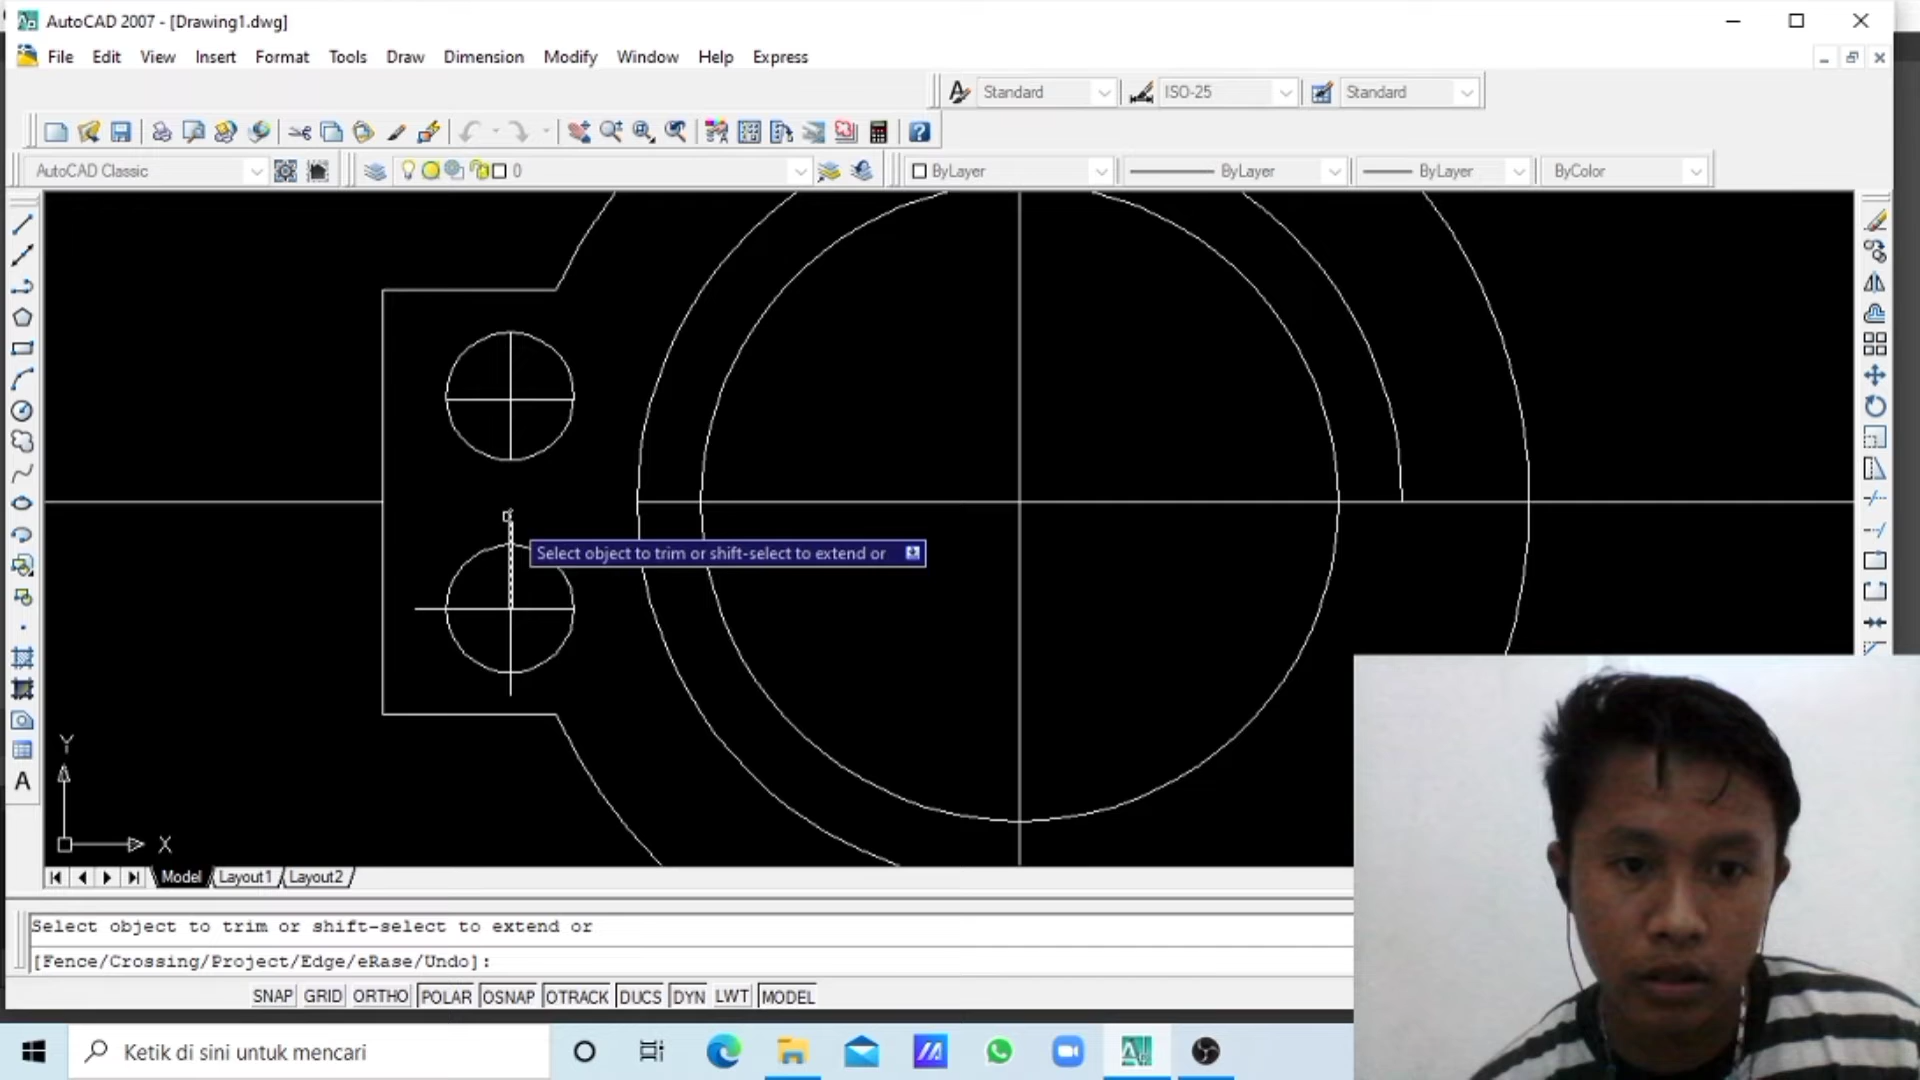 AutoCAD 2007 - [Drawing1.dwg]
File Edit View Insert Format Tools Draw Dimension Modify Window Help Express
Standard ISO-25 Standard
AutoCAD Classic 0 ByLayer ByLayer ByLayer ByColor
Select object to trim or shift-select to extend or
Y
X
A
Model Layout1 Layout2
Select object to trim or shift-select to extend or
[Fence/Crossing/Project/Edge/eRase/Undo]:
SNAP GRID ORTHO POLAR OSNAP OTRACK DUCS DYN LWT MODEL
Ketik di sini untuk mencari